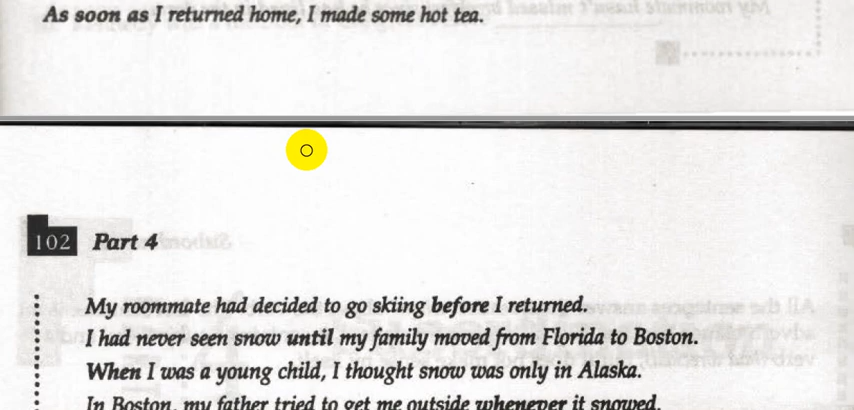 As soon as I returned home, I made some hot tea.
102 Part 4
My roommate had decided to go skiing before I returned.
I had never seen snow until my family moved from Florida to Boston.
When I was a young child, I thought snow was only in Alaska.
In Boston, my father tried to get me outside whenever it snowed.